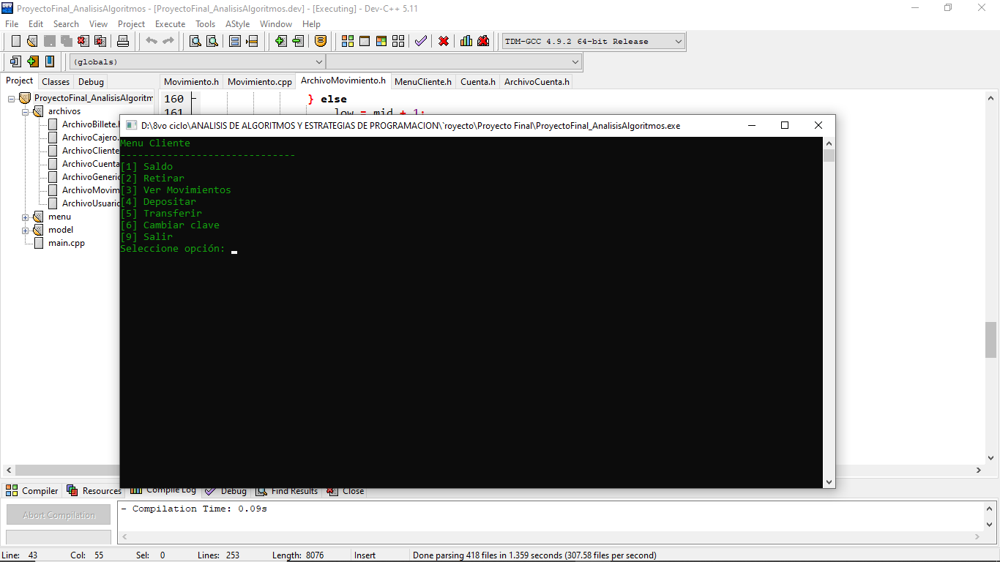 ProyectoFinal_AnalisisAlgoritmos - [ProyectoFinal_AnalisisAlgoritmos.dev] - [Executing] - Dev-C++ 5.11
File Edit Search View Project Execute Tools AStyle Window Help
TDM-GCC 4.9.2 64-bit Release
(globals)
Project Classes Debug
Movimiento.h Movimiento.cpp ArchivoMovimiento.h MenuCliente.h Cuenta.h ArchivoCuenta.h
ProyectoFinal_AnalisisAlgoritm
archivos
ArchivoBillete.
ArchivoCajero.
ArchivoCliente
ArchivoCuenta
ArchivoGeneric
ArchivoMovim
ArchivoUsuario
menu
model
main.cpp
160 } else
161 low = mid + 1;
D:\8vo ciclo\ANALISIS DE ALGORITMOS Y ESTRATEGIAS DE PROGRAMACION\`royecto\Proyecto Final\ProyectoFinal_AnalisisAlgoritmos.exe
Menu Cliente
------------------------------
[1] Saldo
[2] Retirar
[3] Ver Movimientos
[4] Depositar
[5] Transferir
[6] Cambiar clave
[9] Salir
Seleccione opción:
Compiler Resources Compile Log Debug Find Results Close
Abort Compilation
- Compilation Time: 0.09s
Line: 43 Col: 55 Sel: 0 Lines: 253 Length: 8076 Insert Done parsing 418 files in 1.359 seconds (307.58 files per second)